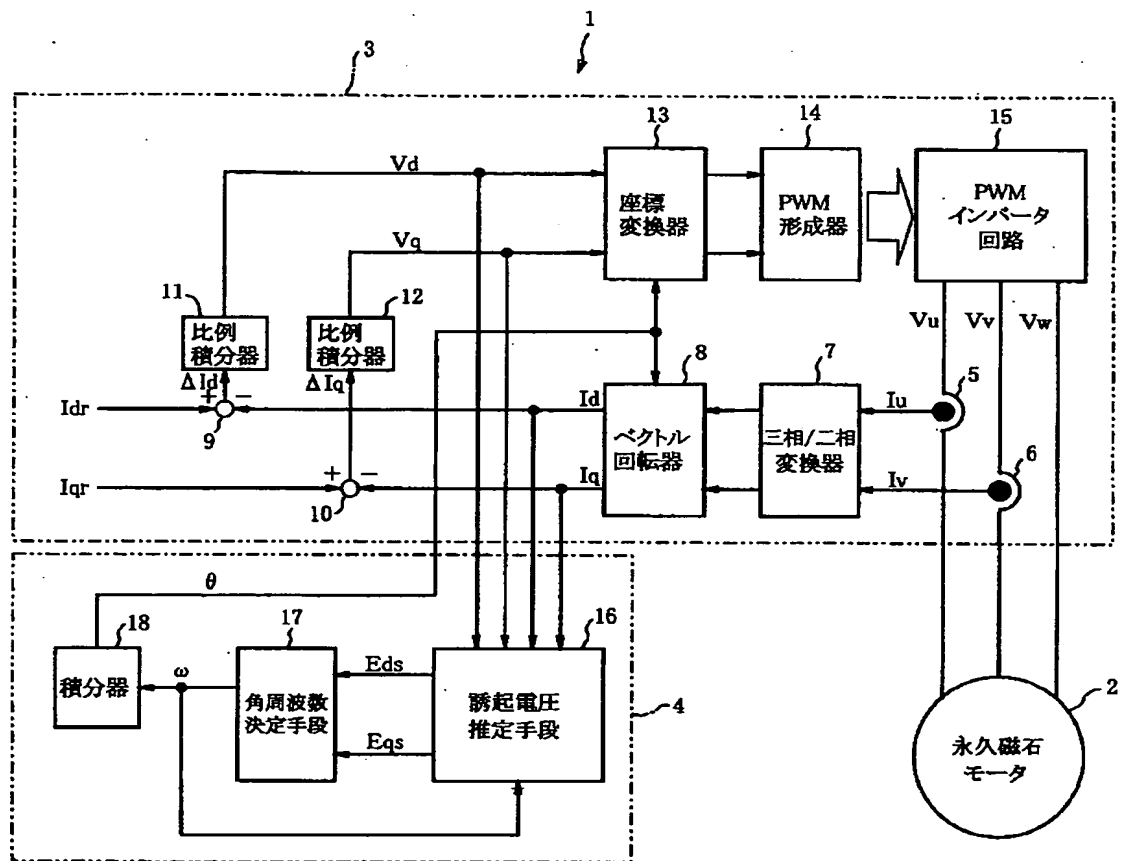 1
3
13
14
15
Vd
座標
変換器
PWM
形成器
PWM
インバータ
回路
Vq
11
12
比例
積分器
比例
積分器
Vu
Vv
Vw
ΔId
ΔIq
8
7
5
Idr
+
−
9
Id
ベクトル
回転器
三相/二相
変換器
Iu
6
Iqr
+
−
10
Iq
Iv
θ
18
17
16
積分器
ω
角周波数
決定手段
Eds
Eqs
誘起電圧
推定手段
4
2
永久磁石
モータ